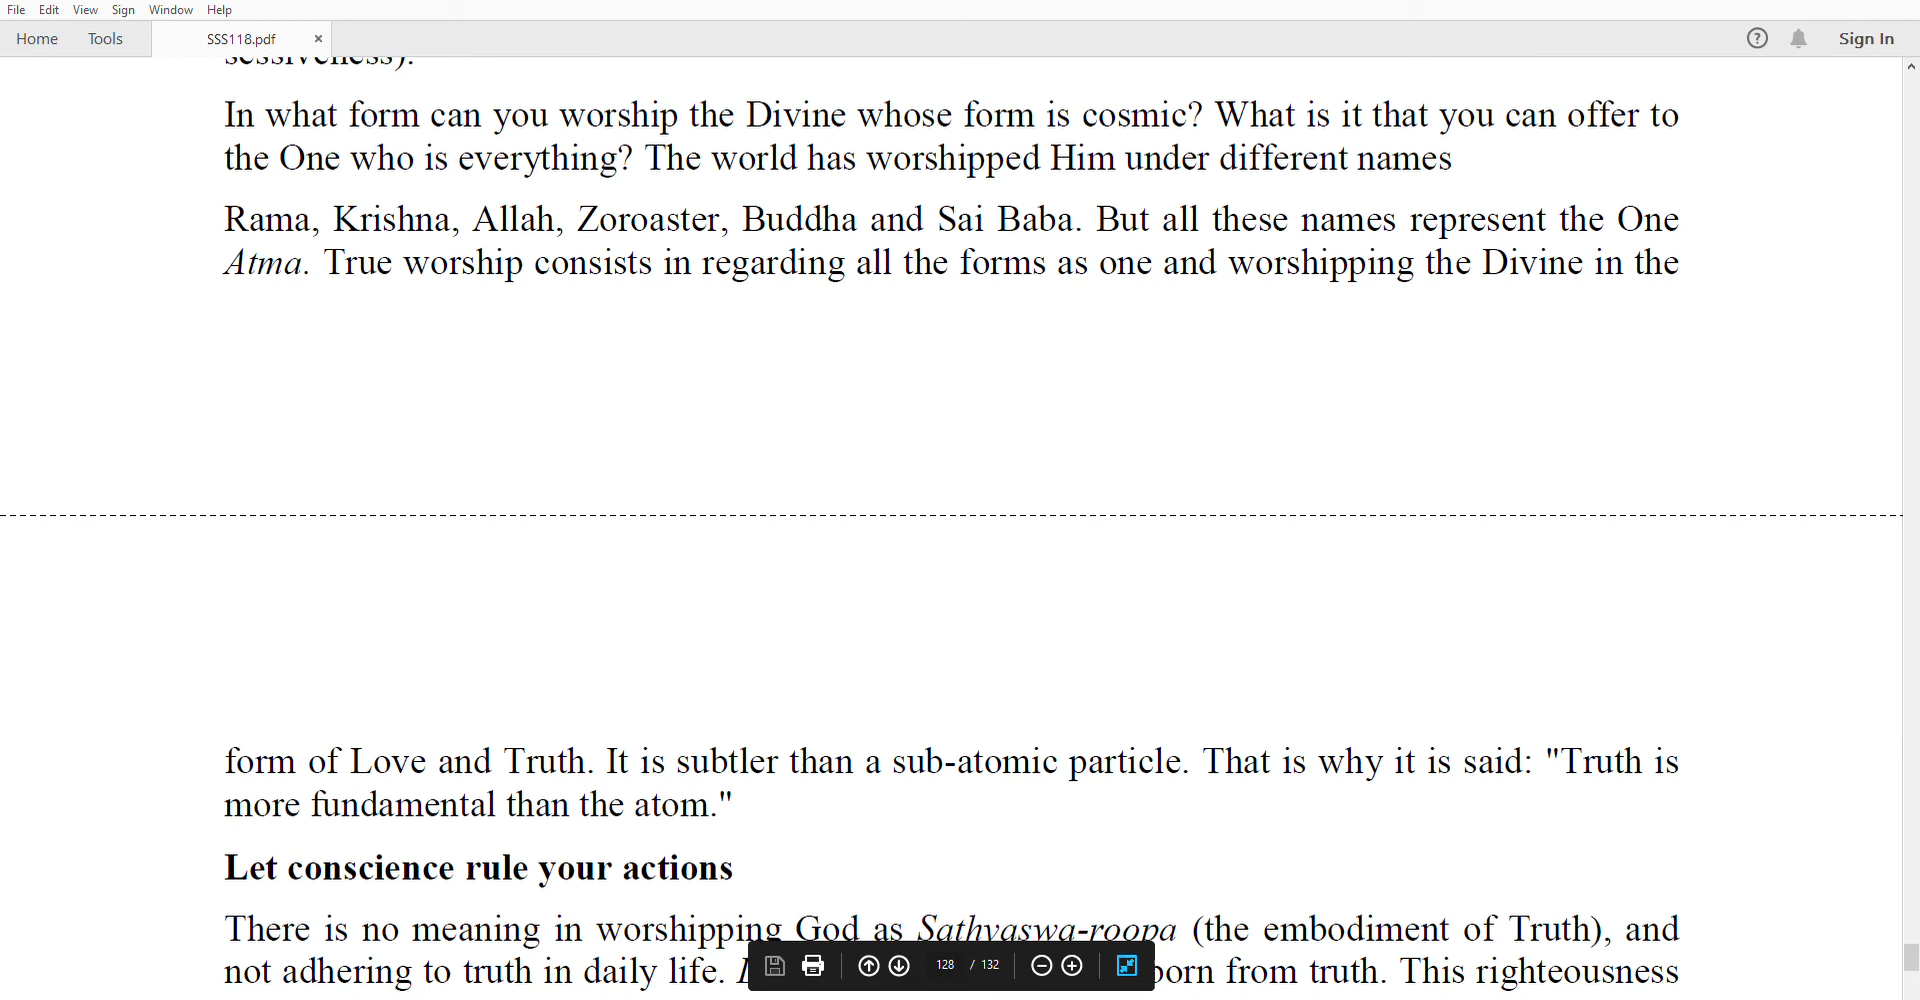 File Edit View Sign Window Help
Home Tools SSS118.pdf × ? Sign In
sessiveness).
In what form can you worship the Divine whose form is cosmic? What is it that you can offer to
the One who is everything? The world has worshipped Him under different names
Rama, Krishna, Allah, Zoroaster, Buddha and Sai Baba. But all these names represent the One
Atma. True worship consists in regarding all the forms as one and worshipping the Divine in the
form of Love and Truth. It is subtler than a sub-atomic particle. That is why it is said: "Truth is
more fundamental than the atom."
Let conscience rule your actions
There is no meaning in worshipping God as Sathyaswa-roopa (the embodiment of Truth), and
not adhering to truth in daily life. born from truth. This righteousness
128 / 132